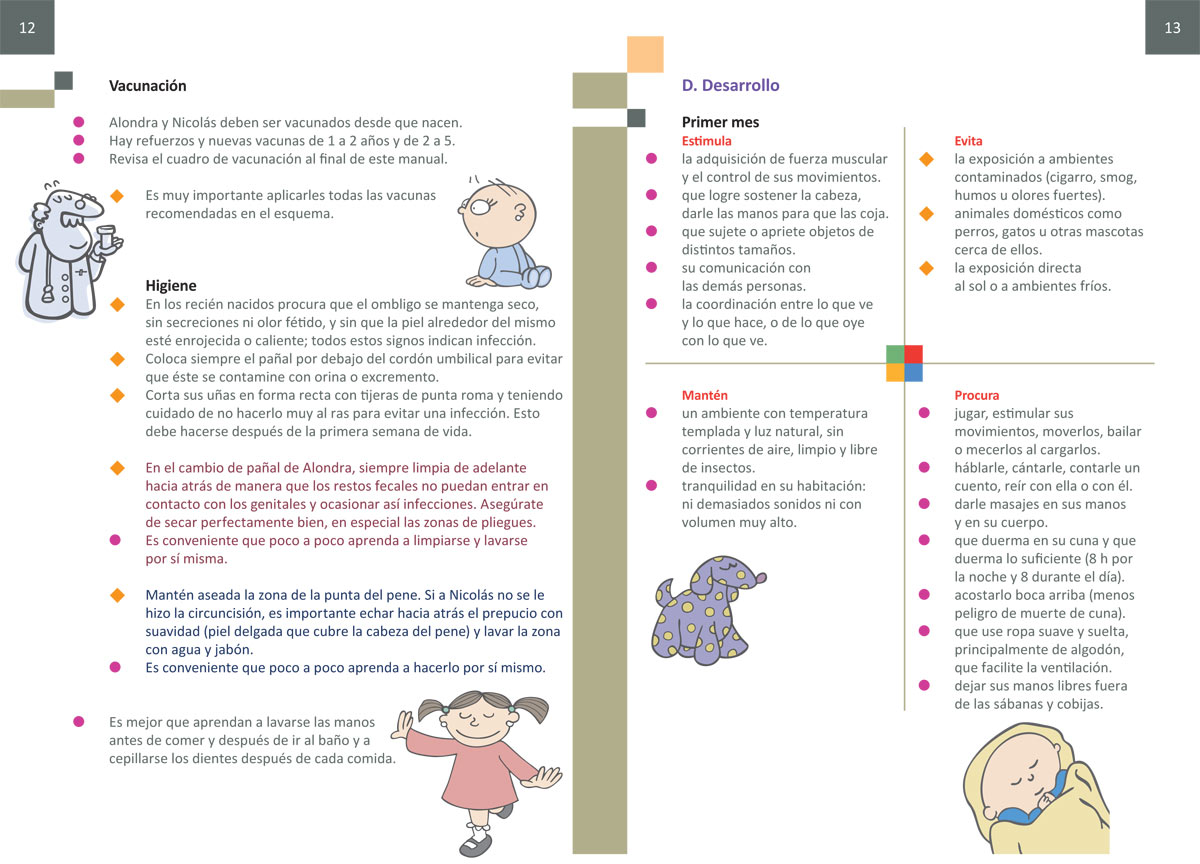 12
Vacunación
Alondra y Nicolás deben ser vacunados desde que nacen.
Hay refuerzos y nuevas vacunas de 1 a 2 años y de 2 a 5.
Revisa el cuadro de vacunación al final de este manual.
Es muy importante aplicarles todas las vacunas
recomendadas en el esquema.
Higiene
En los recién nacidos procura que el ombligo se mantenga seco,
sin secreciones ni olor fétido, y sin que la piel alrededor del mismo
esté enrojecida o caliente; todos estos signos indican infección.
Coloca siempre el pañal por debajo del cordón umbilical para evitar
que éste se contamine con orina o excremento.
Corta sus uñas en forma recta con tijeras de punta roma y teniendo
cuidado de no hacerlo muy al ras para evitar una infección. Esto
debe hacerse después de la primera semana de vida.
En el cambio de pañal de Alondra, siempre limpia de adelante
hacia atrás de manera que los restos fecales no puedan entrar en
contacto con los genitales y ocasionar así infecciones. Asegúrate
de secar perfectamente bien, en especial las zonas de pliegues.
Es conveniente que poco a poco aprenda a limpiarse y lavarse
por sí misma.
Mantén aseada la zona de la punta del pene. Si a Nicolás no se le
hizo la circuncisión, es importante echar hacia atrás el prepucio con
suavidad (piel delgada que cubre la cabeza del pene) y lavar la zona
con agua y jabón.
Es conveniente que poco a poco aprenda a hacerlo por sí mismo.
Es mejor que aprendan a lavarse las manos
antes de comer y después de ir al baño y a
cepillarse los dientes después de cada comida.
13
D. Desarrollo
Primer mes
Estimula
la adquisición de fuerza muscular
y el control de sus movimientos.
que logre sostener la cabeza,
darle las manos para que las coja.
que sujete o apriete objetos de
distintos tamaños.
su comunicación con
las demás personas.
la coordinación entre lo que ve
y lo que hace, o de lo que oye
con lo que ve.
Evita
la exposición a ambientes
contaminados (cigarro, smog,
humos u olores fuertes).
animales domésticos como
perros, gatos u otras mascotas
cerca de ellos.
la exposición directa
al sol o a ambientes fríos.
Mantén
un ambiente con temperatura
templada y luz natural, sin
corrientes de aire, limpio y libre
de insectos.
tranquilidad en su habitación:
ni demasiados sonidos ni con
volumen muy alto.
Procura
jugar, estimular sus
movimientos, moverlos, bailar
o mecerlos al cargarlos.
háblarle, cántarle, contarle un
cuento, reír con ella o con él.
darle masajes en sus manos
y en su cuerpo.
que duerma en su cuna y que
duerma lo suficiente (8 h por
la noche y 8 durante el día).
acostarlo boca arriba (menos
peligro de muerte de cuna).
que use ropa suave y suelta,
principalmente de algodón,
que facilite la ventilación.
dejar sus manos libres fuera
de las sábanas y cobijas.